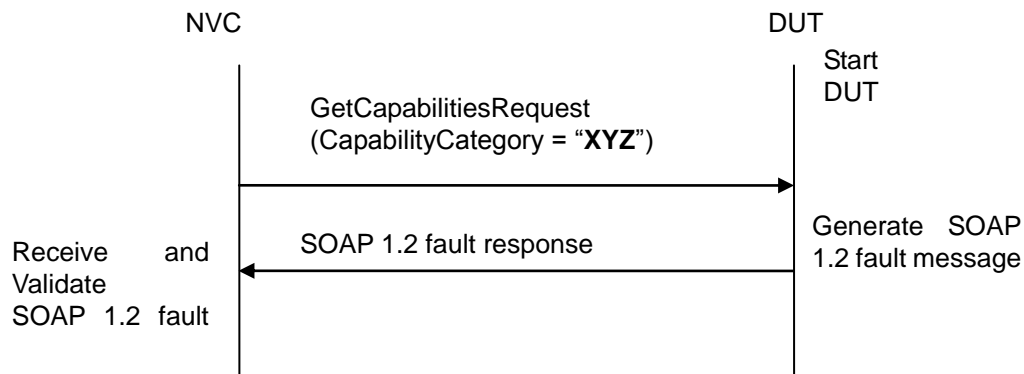 NVC
DUT
Start
DUT
GetCapabilitiesRequest
(CapabilityCategory = “XYZ”)
SOAP 1.2 fault response
Generate SOAP
1.2 fault message
Receive and
Validate
SOAP 1.2 fault